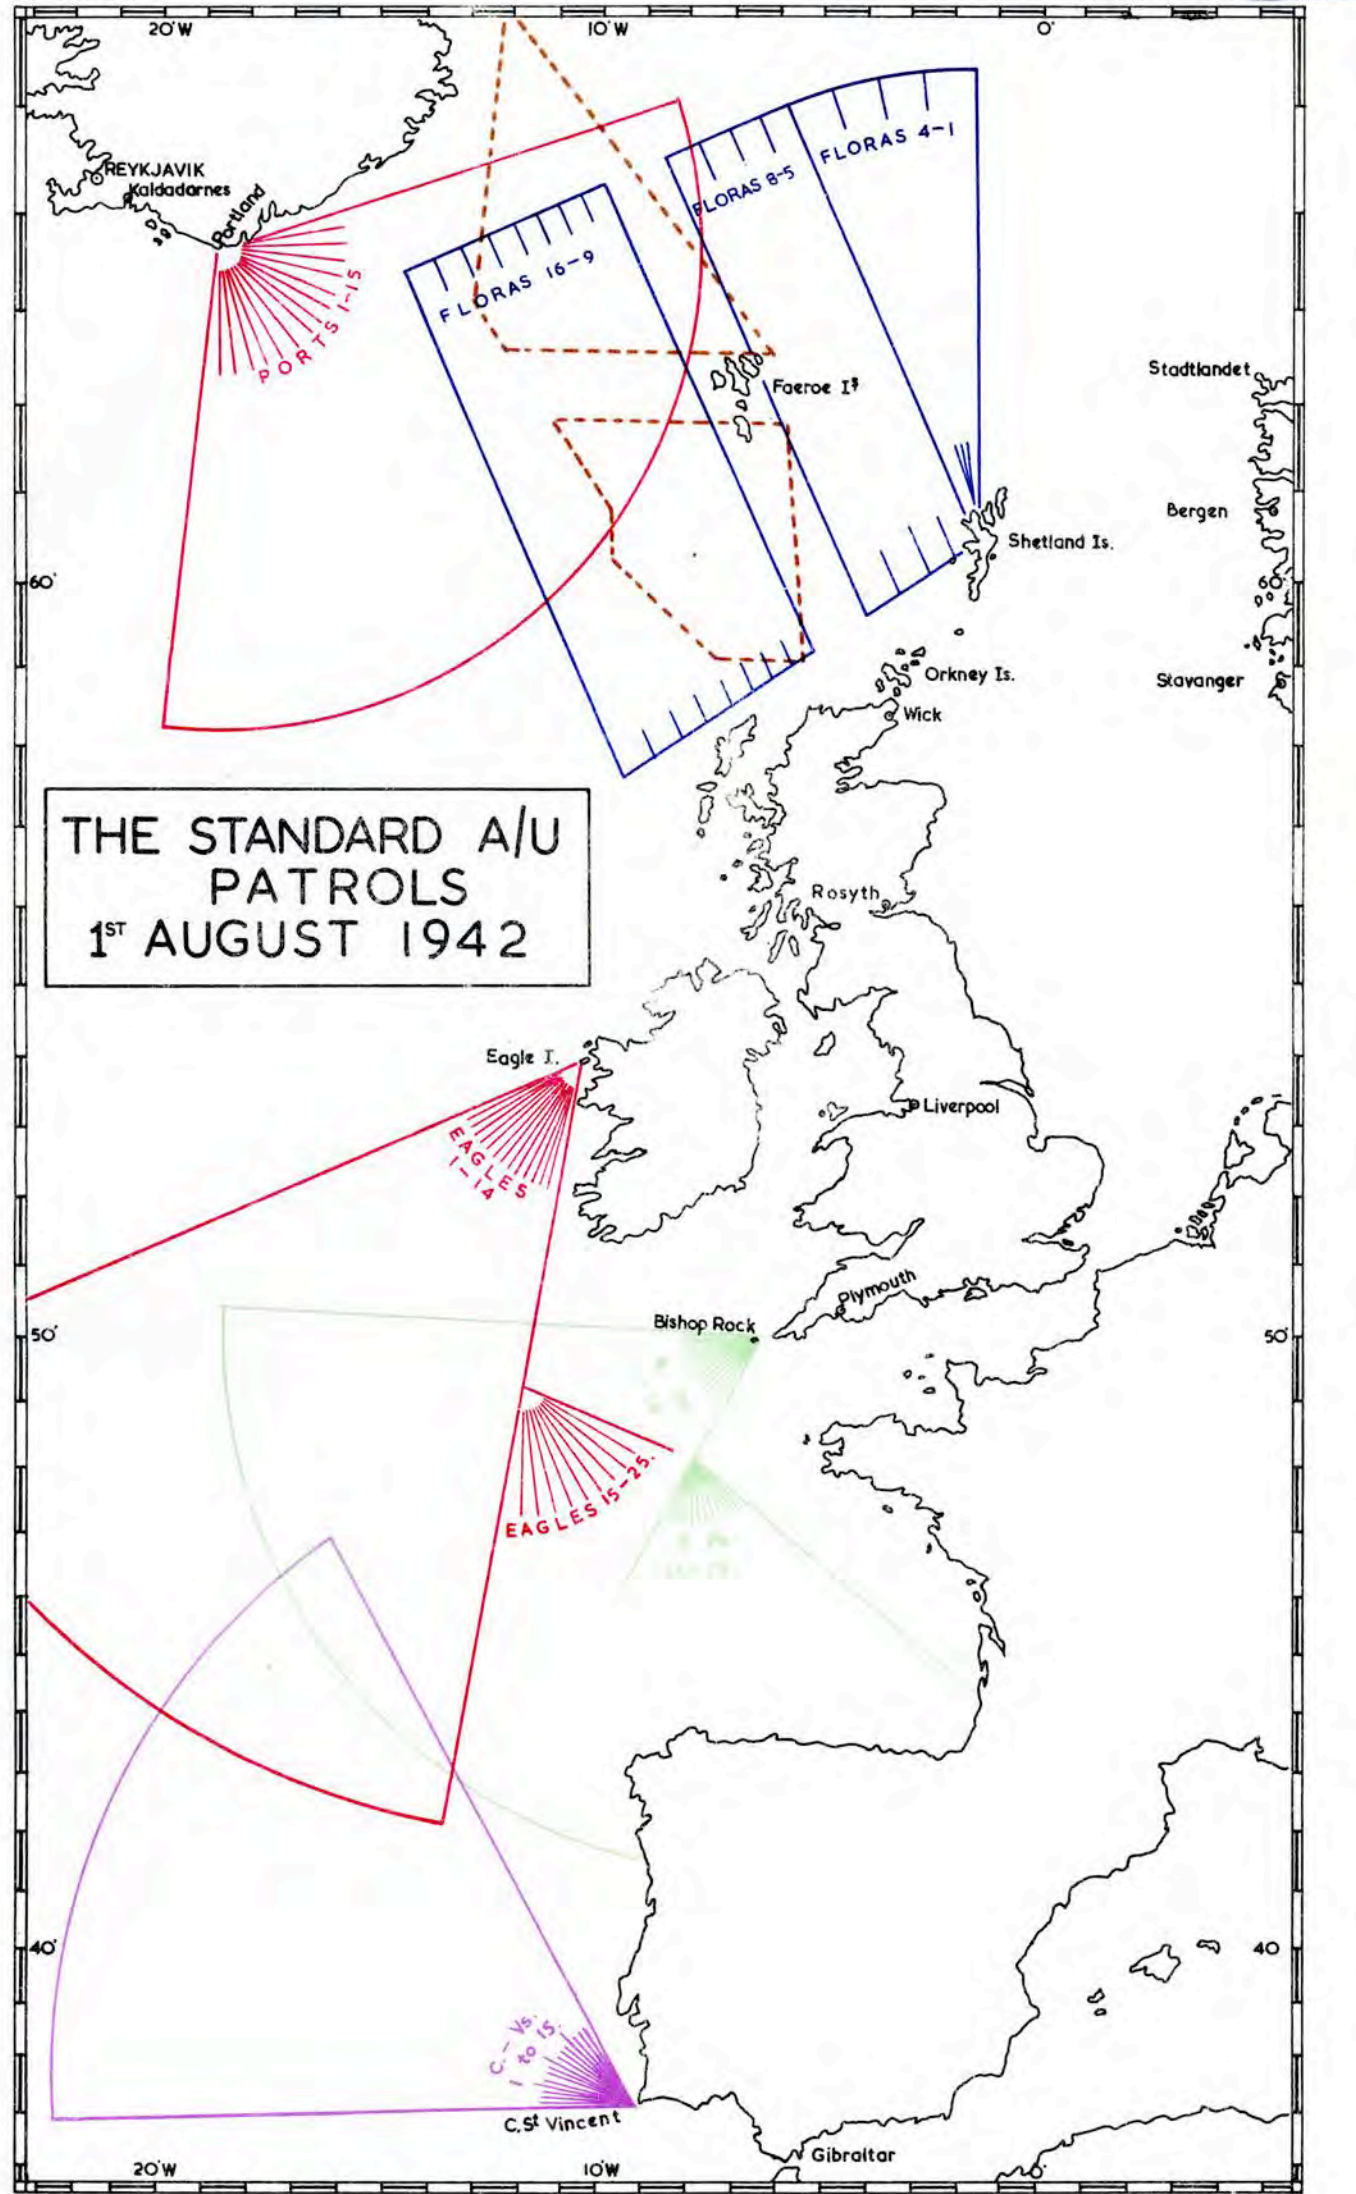 20°W
10°W
0°
REYKJAVIK
Kaldadarnes
Portland
PORTS 1-15
FLORAS 16-9
FLORAS 8-5
FLORAS 4-1
Faeroe Iˢ
Stadtlandet
Bergen
Shetland Is.
60°
60°
Orkney Is.
Stavanger
Wick
THE STANDARD A/U
PATROLS
1ST AUGUST 1942
Rosyth
Eagle I.
Liverpool
EAGLES
1-14
Plymouth
Bishop Rock
50°
50°
EAGLES 15-25.
40°
40
C.-Vs.
1 to 15.
C. St Vincent
Gibraltar
20°W
10°W
0°